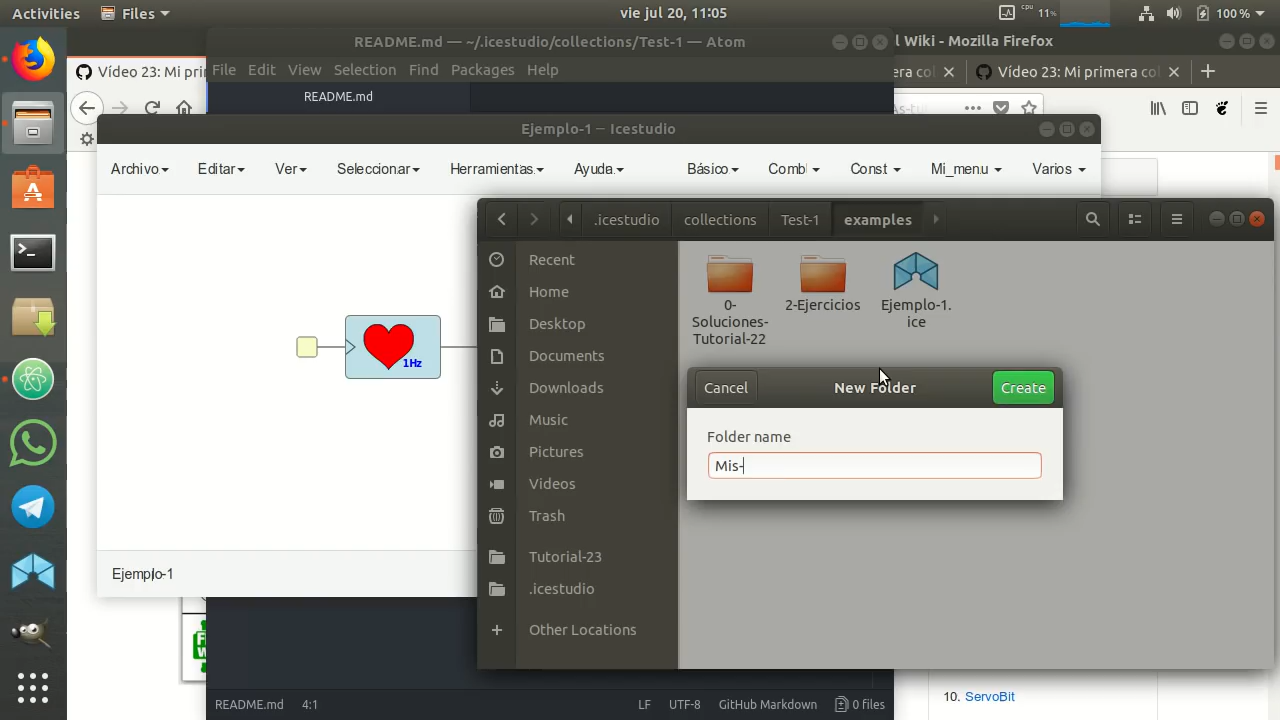 Activities
Files
vie jul 20, 11:05
cpu
11%
100 %
README.md — ~/.icestudio/collections/Test-1 — Atom
l Wiki - Mozilla Firefox
Vídeo 23: Mi pri
File Edit View Selection Find Packages Help
era col
Vídeo 23: Mi primera col
README.md
Ejemplo-1 — Icestudio
Archivo Editar Ver Seleccionar Herramientas Ayuda Básico Comb Const Mi_menu Varios
.icestudio collections Test-1 examples
Recent
Home
Desktop
Documents
Downloads
Music
Pictures
Videos
Trash
Tutorial-23
.icestudio
Other Locations
0-
Soluciones-
Tutorial-22
2-Ejercicios
Ejemplo-1.
ice
1Hz
Cancel
New Folder
Create
Folder name
Mis-
Ejemplo-1
10. ServoBit
README.md 4:1 LF UTF-8 GitHub Markdown 0 files